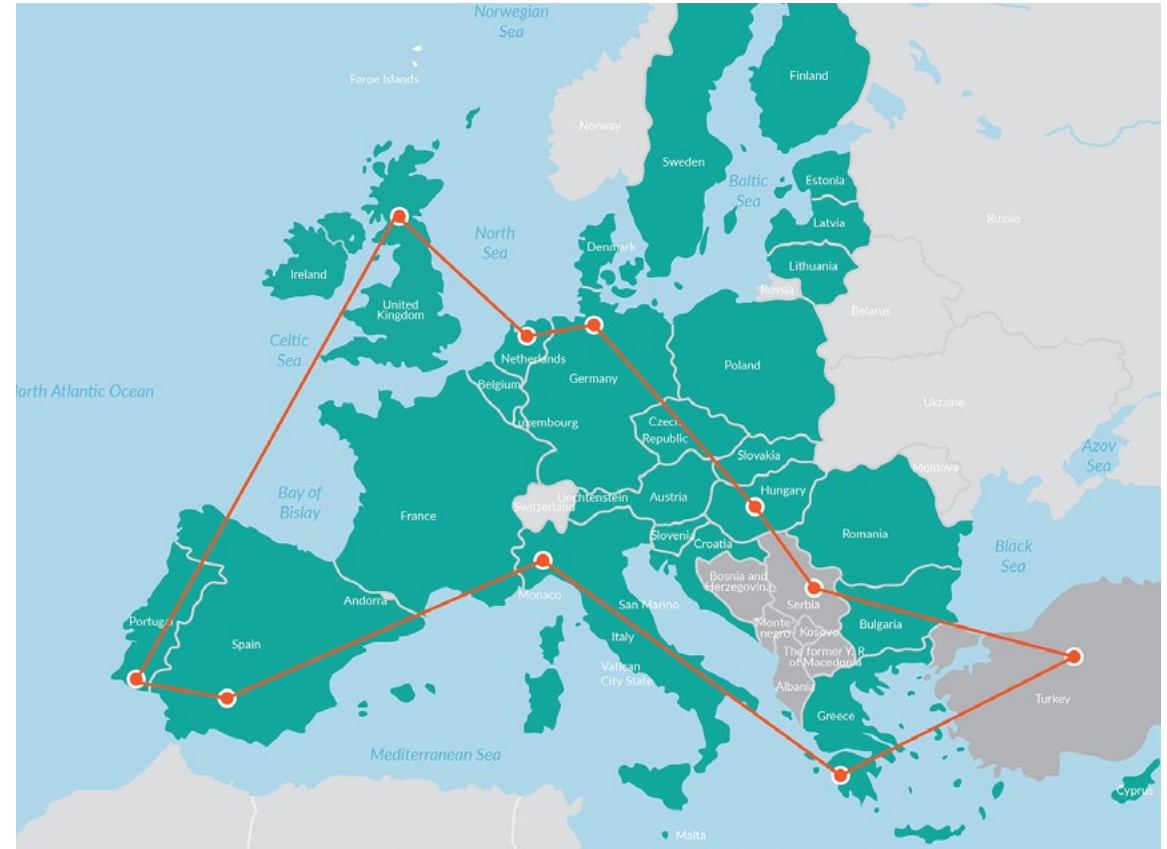 Norwegian
Sea
Finland
Faroe Islands
Norway
Sweden
Estonia
Baltic
Sea
Russia
Latvia
North
Sea
Denmark
Ireland
Lithuania
Russia
United
Kingdom
Belarus
Celtic
Sea
Netherlands
Poland
Germany
Belgium
orth Atlantic Ocean
Ukraine
Luxembourg
Czech
Republic
Azov
Sea
Slovakia
Moldova
Bay of
Bislay
Hungary
Liechtenstein
Austria
Switzerland
France
Slovenia
Romania
Croatia
Black
Sea
Bosnia and
Herzegovina
Monaco
Andorra
San Marino
Serbia
Portugal
Monte
negro
Kosovo
Bulgaria
Spain
Italy
The former Y.R
of Macedonia
Vatican
City State
Albania
Turkey
Greece
Mediterranean Sea
Cyprus
Malta